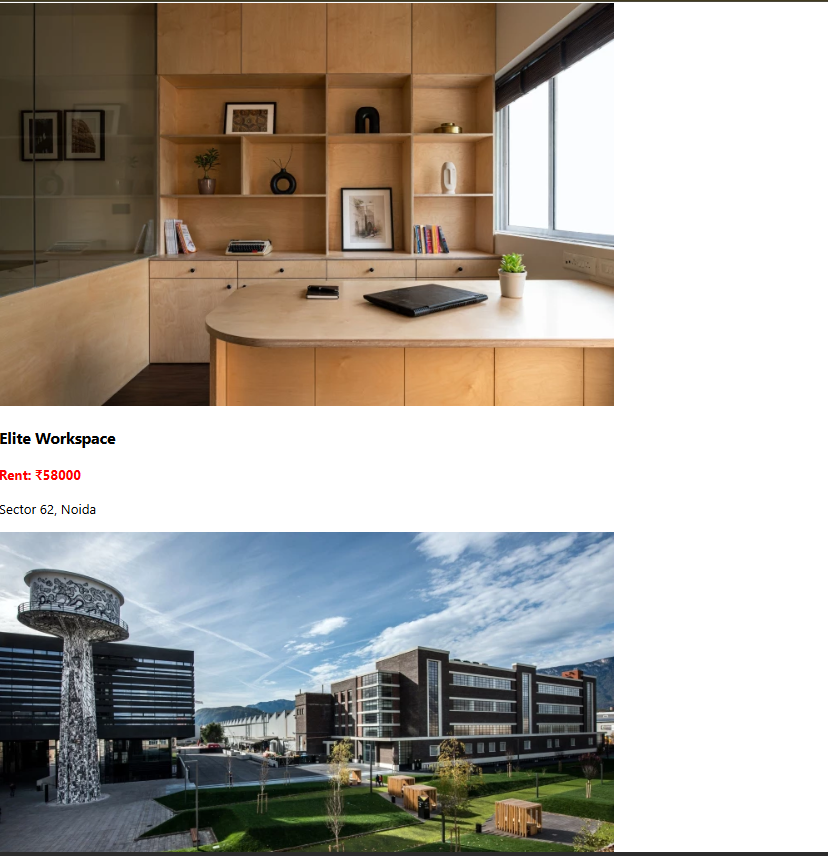 Elite Workspace
Rent: ₹58000
Sector 62, Noida